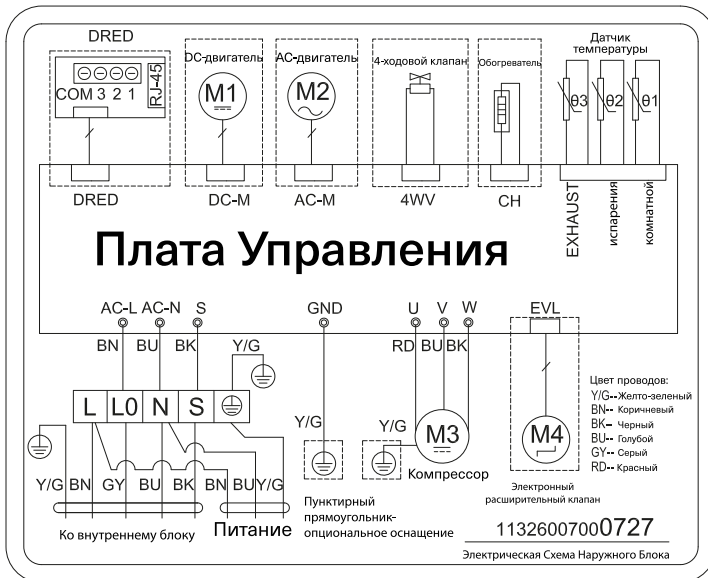 DRED
DC-двигатель
AC-двигатель
4-ходовой клапан
Обогреватель
Датчик
температуры
COM 3 2 1
RJ-45
M1
M2
θ3
θ2
θ1
DRED
DC-M
AC-M
4WV
CH
EXHAUST
испарения
комнатной
Плата Управления
AC-L
AC-N
S
GND
U
V
W
EVL
BN
BU
BK
Y/G
RD
BU
BK
L
L0
N
S
Y/G
Y/G
M3
Компрессор
M4
Цвет проводов:
Y/G--Желто-зеленый
BN-- Коричневый
BK– Черный
BU-- Голубой
GY-- Серый
RD-- Красный
Y/G
BN
GY
BU
BK
BN
BU
Y/G
Ко внутреннему блоку
Питание
Пунктирный
прямоугольник–
опциональное оснащение
Электронный
расширительный клапан
11326007000727
Электрическая Схема Наружного Блока